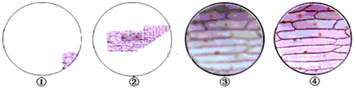 ① ② ③ ④